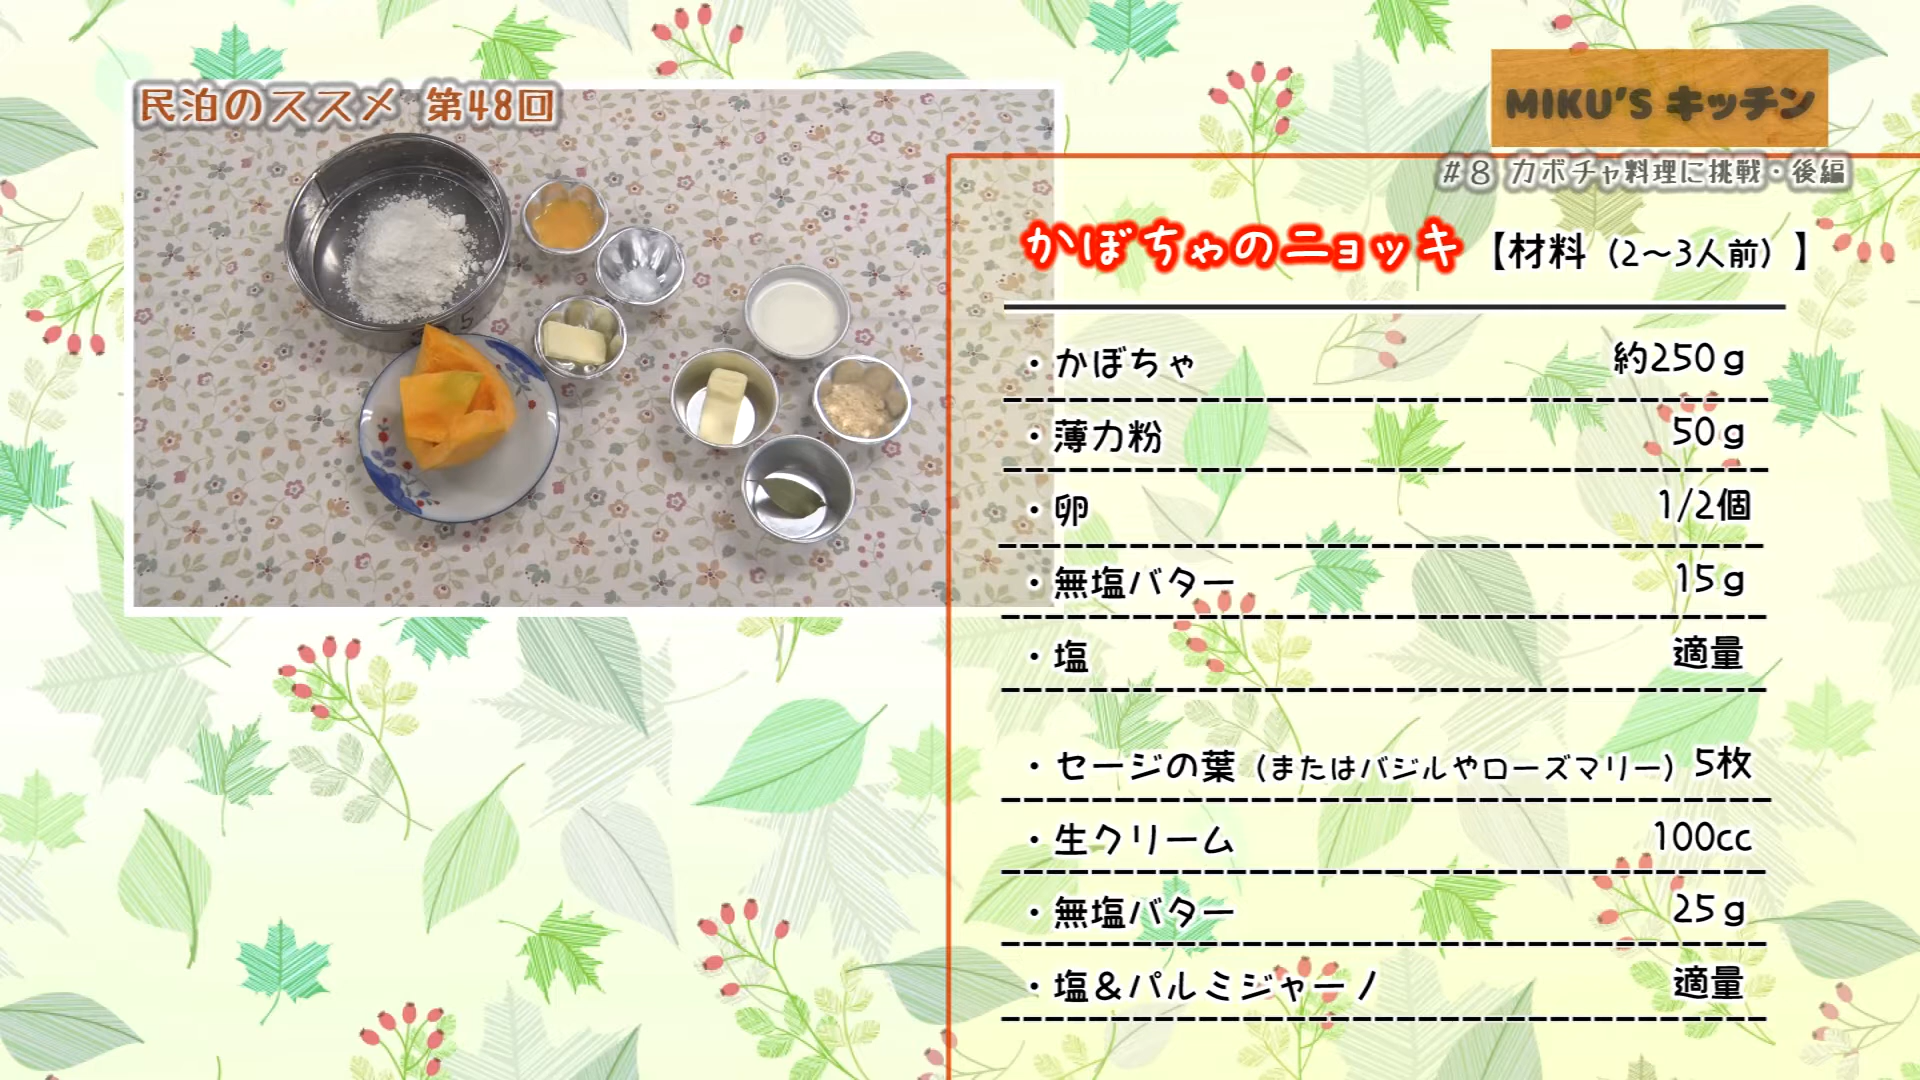 民泊のススメ 第48回
MIKU'S キッチン
#8 カボチャ料理に挑戦・後編
かぼちゃのニョッキ【材料（2〜3人前）】
・かぼちゃ 約250g
・薄力粉 50g
・卵 1/2個
・無塩バター 15g
・塩 適量
・セージの葉（またはバジルやローズマリー）5枚
・生クリーム 100cc
・無塩バター 25g
・塩＆パルミジャーノ 適量